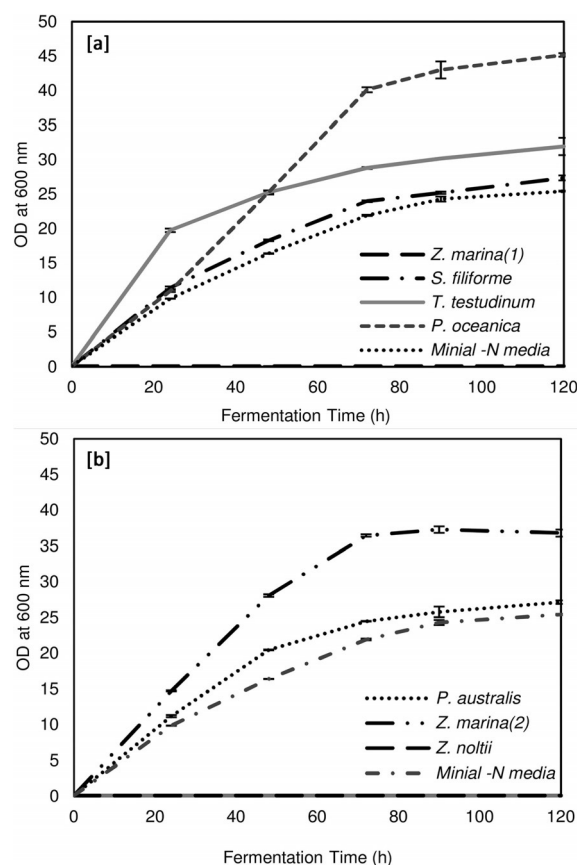 [a]
50
45
40
35
30
25
20
15
10
5
0
OD at 600 nm
Z. marina(1)
S. filiforme
T. testudinum
P. oceanica
Minial -N media
0 20 40 60 80 100 120
Fermentation Time (h)
[b]
50
45
40
35
30
25
20
15
10
5
0
OD at 600 nm
P. australis
Z. marina(2)
Z. noltii
Minial -N media
0 20 40 60 80 100 120
Fermentation Time (h)